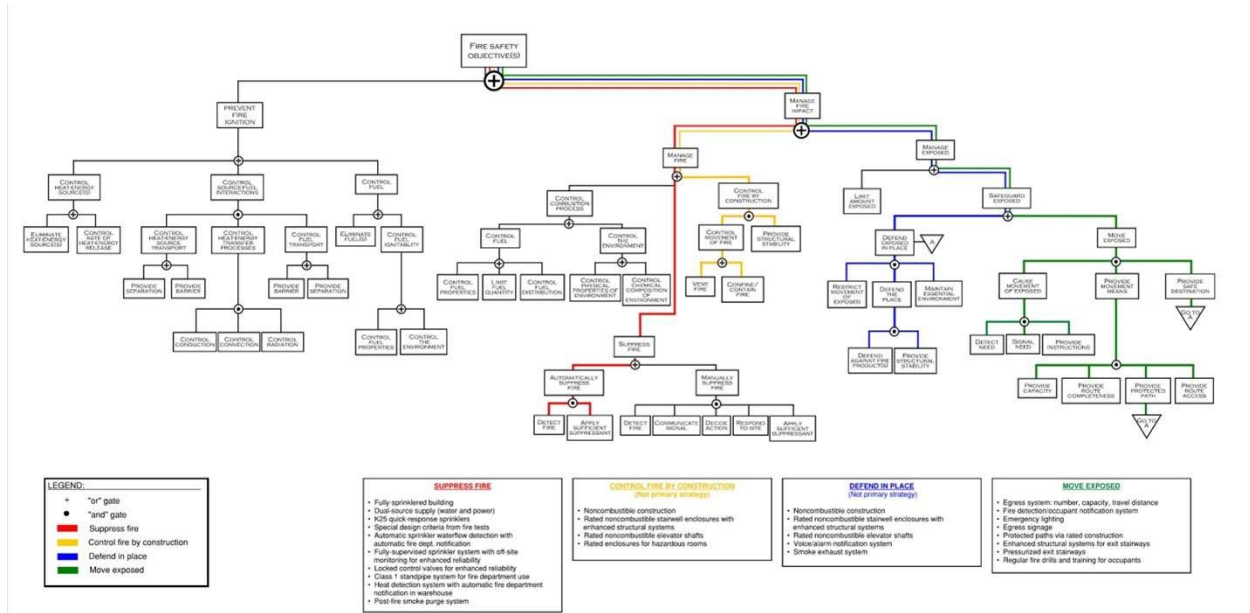 FIRE SAFETY
OBJECTIVE(S)
PREVENT
FIRE
IGNITION
MANAGE
FIRE
IMPACT
MANAGE
FIRE
MANAGE
EXPOSED
CONTROL
HEAT-ENERGY
SOURCE(S)
CONTROL
SOURCE/FUEL
INTERACTIONS
CONTROL
FUEL
CONTROL
COMBUSTION
PROCESS
CONTROL
FIRE BY
CONSTRUCTION
LIMIT
AMOUNT
EXPOSED
SAFEGUARD
EXPOSED
ELIMINATE
HEAT-ENERGY
SOURCE(S)
CONTROL
RATE OF
HEAT-ENERGY
RELEASE
CONTROL
HEAT-ENERGY
SOURCE
TRANSPORT
CONTROL
HEAT-ENERGY
TRANSFER
PROCESSES
CONTROL
FUEL
TRANSPORT
ELIMINATE
FUEL(S)
CONTROL
FUEL
IGNITABILITY
CONTROL
FUEL
CONTROL
THE
ENVIRONMENT
CONTROL
MOVEMENT
OF FIRE
PROVIDE
STRUCTURAL
STABILITY
DEFEND
EXPOSED
IN PLACE
A
MOVE
EXPOSED
PROVIDE
SEPARATION
PROVIDE
BARRIER
PROVIDE
BARRIER
PROVIDE
SEPARATION
CONTROL
FUEL
PROPERTIES
LIMIT
FUEL
QUANTITY
CONTROL
FUEL
DISTRIBUTION
CONTROL
PHYSICAL
PROPERTIES OF
ENVIRONMENT
CONTROL
CHEMICAL
COMPOSITION OF
ENVIRONMENT
VENT
FIRE
CONFINE/
CONTAIN
FIRE
RESTRICT
MOVEMENT
OF EXPOSED
DEFEND
THE
PLACE
MAINTAIN
ESSENTIAL
ENVIRONMENT
CAUSE
MOVEMENT
OF EXPOSED
PROVIDE
MOVEMENT
MEANS
PROVIDE
SAFE
DESTINATION
GO TO
A
CONTROL
CONDUCTION
CONTROL
CONVECTION
CONTROL
RADIATION
CONTROL
FUEL
PROPERTIES
CONTROL
THE
ENVIRONMENT
SUPPRESS
FIRE
DEFEND
AGAINST FIRE
PRODUCT(S)
PROVIDE
STRUCTURAL
STABILITY
DETECT
NEED
SIGNAL
NEED
PROVIDE
INSTRUCTIONS
AUTOMATICALLY
SUPPRESS
FIRE
MANUALLY
SUPPRESS
FIRE
PROVIDE
CAPACITY
PROVIDE
ROUTE
COMPLETENESS
PROVIDE
PROTECTED
PATH
PROVIDE
ROUTE
ACCESS
GO TO
A
DETECT
FIRE
APPLY
SUFFICIENT
SUPPRESSANT
DETECT
FIRE
COMMUNICATE
SIGNAL
DECIDE
ACTION
RESPOND
TO SITE
APPLY
SUFFICIENT
SUPPRESSANT
LEGEND:
+ "or" gate
• "and" gate
Suppress fire
Control fire by construction
Defend in place
Move exposed
SUPPRESS FIRE
• Fully-sprinklered building
• Dual-source supply (water and power)
• K25 quick-response sprinklers
• Special design criteria from fire tests
• Automatic sprinkler waterflow detection with
automatic fire dept. notification
• Fully-supervised sprinkler system with off-site
monitoring for enhanced reliability
• Locked control valves for enhanced reliability
• Class 1 standpipe system for fire department use
• Heat detection system with automatic fire department
notification in warehouse
• Post-fire smoke purge system
CONTROL FIRE BY CONSTRUCTION
(Not primary strategy)
• Noncombustible construction
• Rated noncombustible stairwell enclosures with
enhanced structural systems
• Rated noncombustible elevator shafts
• Rated enclosures for hazardous rooms
DEFEND IN PLACE
(Not primary strategy)
• Noncombustible construction
• Rated noncombustible stairwell enclosures with
enhanced structural systems
• Rated noncombustible elevator shafts
• Voice/alarm notification system
• Smoke exhaust system
MOVE EXPOSED
• Egress system: number, capacity, travel distance
• Fire detection/occupant notification system
• Emergency lighting
• Egress signage
• Protected paths via rated construction
• Enhanced structural systems for exit stairways
• Pressurized exit stairways
• Regular fire drills and training for occupants